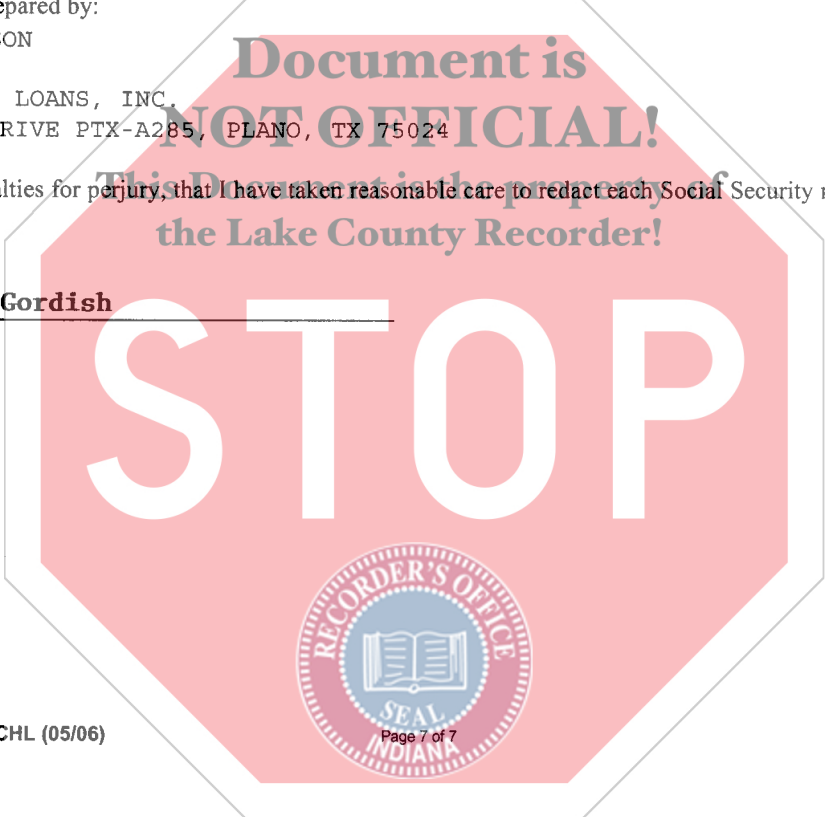 epared by:
SON
Document is
LOANS, INC.
NOT OFFICIAL!
RIVE PTX-A285, PLANO, TX 75024
This Document is the property of
alties for perjury, that I have taken reasonable care to redact each Social Security
the Lake County Recorder!
Gordish
STOP
RECORDER'S OFFICE
SEAL
INDIANA
CHL (05/06)
Page 7 of 7